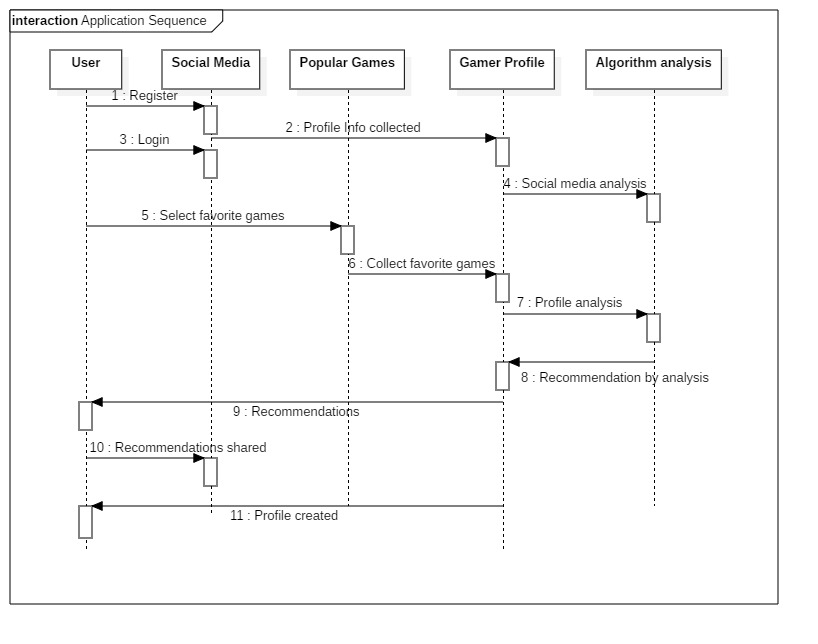 interaction Application Sequence
User
Social Media
Popular Games
Gamer Profile
Algorithm analysis
1 : Register
2 : Profile Info collected
3 : Login
4 : Social media analysis
5 : Select favorite games
6 : Collect favorite games
7 : Profile analysis
8 : Recommendation by analysis
9 : Recommendations
10 : Recommendations shared
11 : Profile created